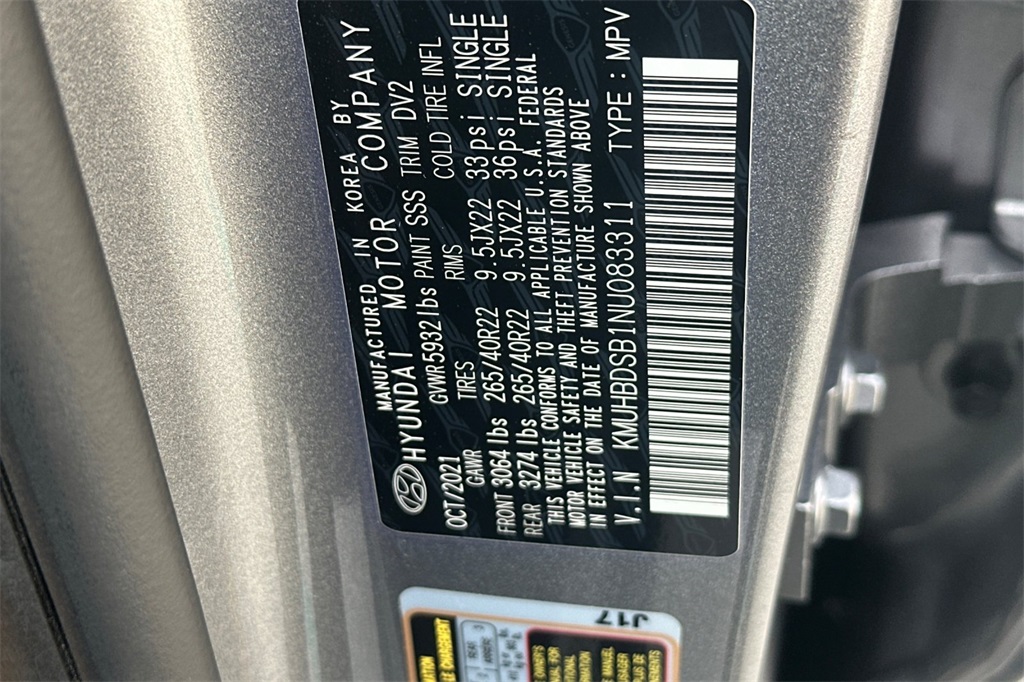 MANUFACTURED IN KOREA BY
HYUNDAI MOTOR COMPANY
OCT/2021 GVWR 5932 lbs PAINT SSS TRIM DV2
GAWR TIRES RIMS COLD TIRE INFL
FRONT 3064 lbs 265/40R22 9.5JX22 33psi SINGLE
REAR 3274 lbs 265/40R22 9.5JX22 36psi SINGLE
THIS VEHICLE CONFORMS TO ALL APPLICABLE U.S.A. FEDERAL
MOTOR VEHICLE SAFETY AND THEFT PREVENTION STANDARDS
IN EFFECT ON THE DATE OF MANUFACTURE SHOWN ABOVE
V.I.N KMUHBDSB1NU083311 TYPE : MPV
J17